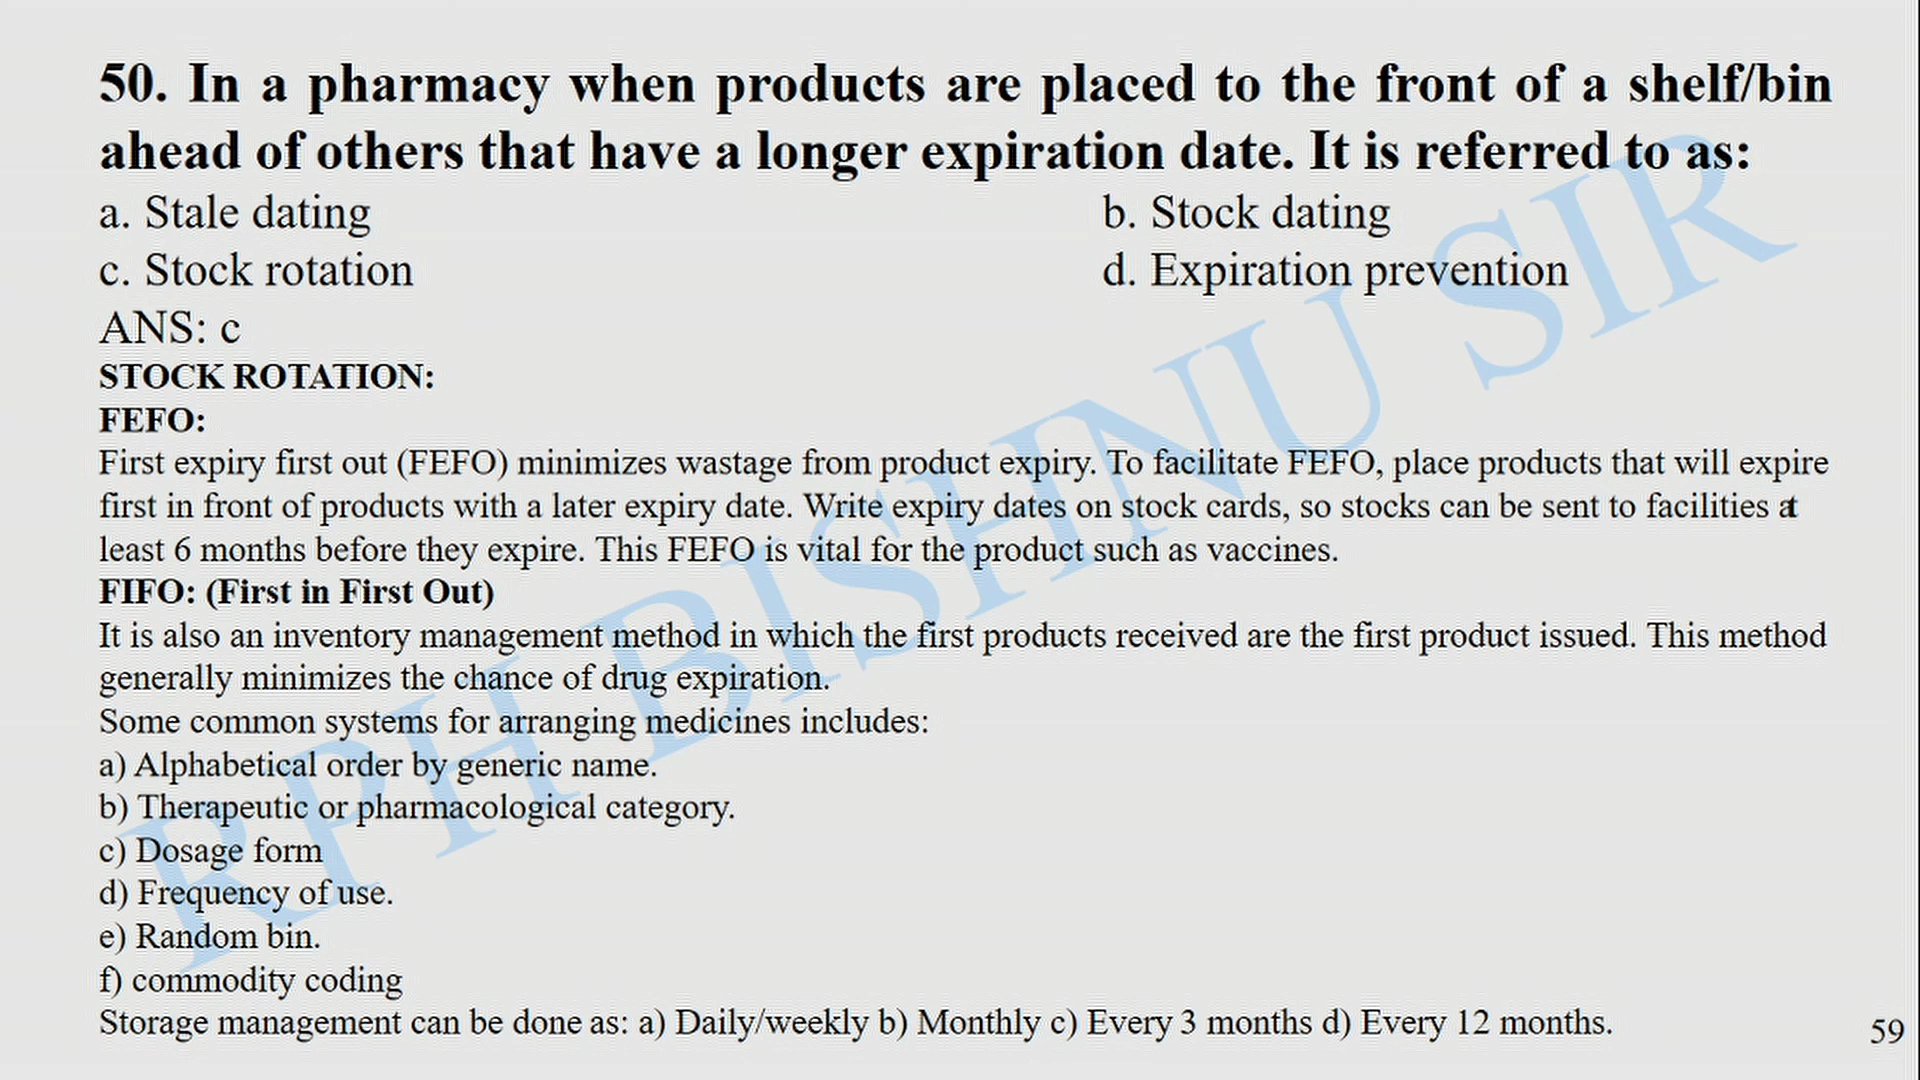 50. In a pharmacy when products are placed to the front of a shelf/bin
ahead of others that have a longer expiration date. It is referred to as:
a. Stale dating b. Stock dating
c. Stock rotation d. Expiration prevention
ANS: c
STOCK ROTATION:
FEFO:
First expiry first out (FEFO) minimizes wastage from product expiry. To facilitate FEFO, place products that will expire
first in front of products with a later expiry date. Write expiry dates on stock cards, so stocks can be sent to facilities at
least 6 months before they expire. This FEFO is vital for the product such as vaccines.
FIFO: (First in First Out)
It is also an inventory management method in which the first products received are the first product issued. This method
generally minimizes the chance of drug expiration.
Some common systems for arranging medicines includes:
a) Alphabetical order by generic name.
b) Therapeutic or pharmacological category.
c) Dosage form
d) Frequency of use.
e) Random bin.
f) commodity coding
Storage management can be done as: a) Daily/weekly b) Monthly c) Every 3 months d) Every 12 months.
59
RPH BISHNU SIR